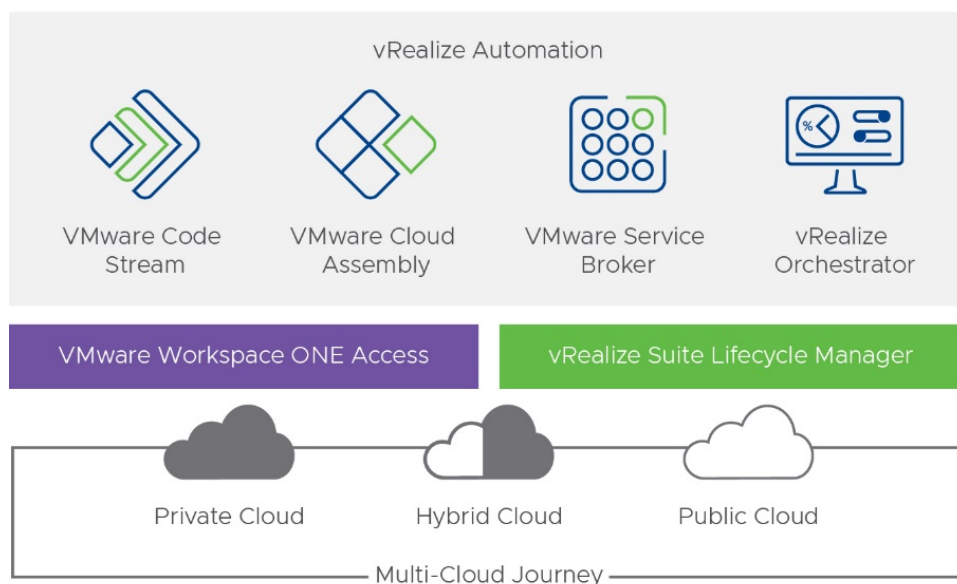 vRealize Automation
%
VMware Code
Stream
VMware Cloud
Assembly
VMware Service
Broker
vRealize
Orchestrator
VMware Workspace ONE Access
vRealize Suite Lifecycle Manager
Private Cloud
Hybrid Cloud
Public Cloud
Multi-Cloud Journey